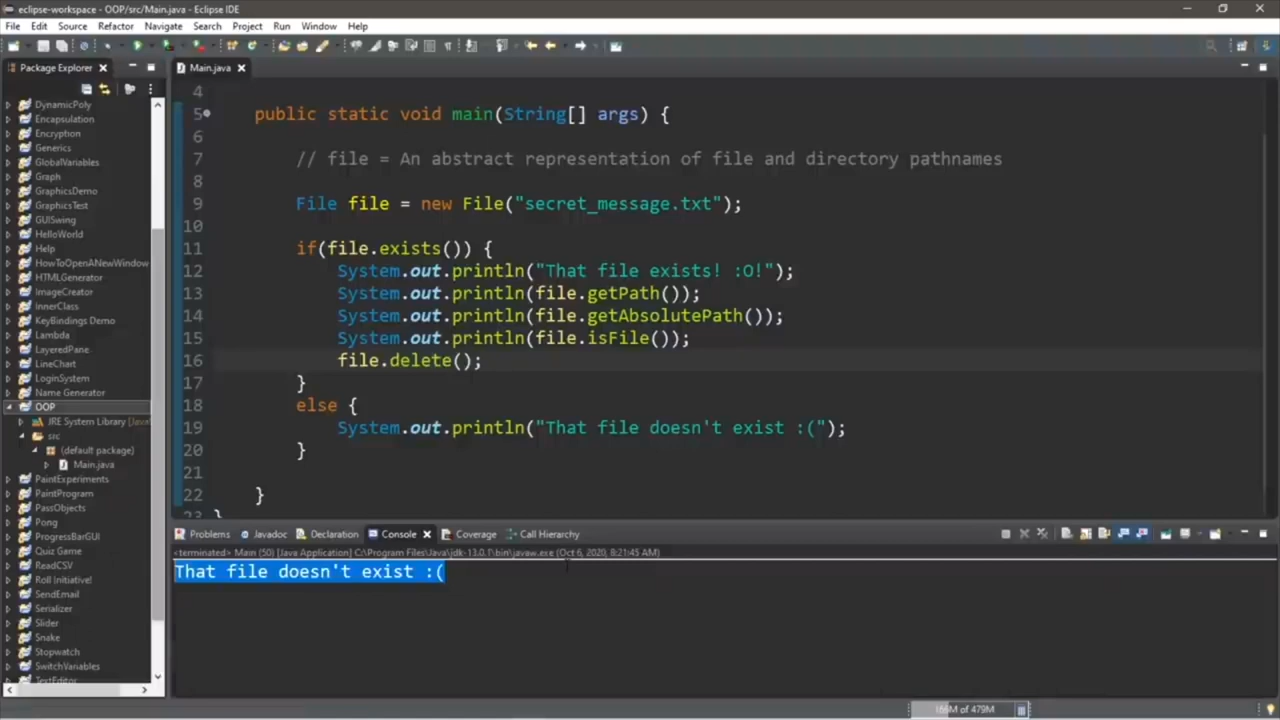 eclipse-workspace - OOP/src/Main.java - Eclipse IDE
File Edit Source Refactor Navigate Search Project Run Window Help
Package Explorer
DynamicPoly
Encapsulation
Encryption
Generics
GlobalVariables
Graph
GraphicsDemo
GraphicsTest
GUISwing
HelloWorld
Help
HowToOpenANewWindow
HTMLGenerator
ImageCreator
InnerClass
KeyBindings Demo
Lambda
LayeredPane
LineChart
LoginSystem
Name Generator
OOP
JRE System Library [Java
src
(default package)
Main.java
PaintExperiments
PaintProgram
PassObjects
Pong
ProgressBarGUI
Quiz Game
ReadCSV
Roll Initiative!
SendEmail
Serializer
Slider
Snake
Stopwatch
SwitchVariables
TextEditor
Main.java
4
5 public static void main(String[] args) {
6
7 // file = An abstract representation of file and directory pathnames
8
9 File file = new File("secret_message.txt");
10
11 if(file.exists()) {
12 System.out.println("That file exists! :O!");
13 System.out.println(file.getPath());
14 System.out.println(file.getAbsolutePath());
15 System.out.println(file.isFile());
16 file.delete();
17 }
18 else {
19 System.out.println("That file doesn't exist :(");
20 }
21
22 }
23 }
Problems Javadoc Declaration Console Coverage Call Hierarchy
<terminated> Main (50) [Java Application] C:\Program Files\Java\jdk-13.0.1\bin\javaw.exe (Oct 6, 2020, 8:21:45 AM)
That file doesn't exist :(
166M of 479M